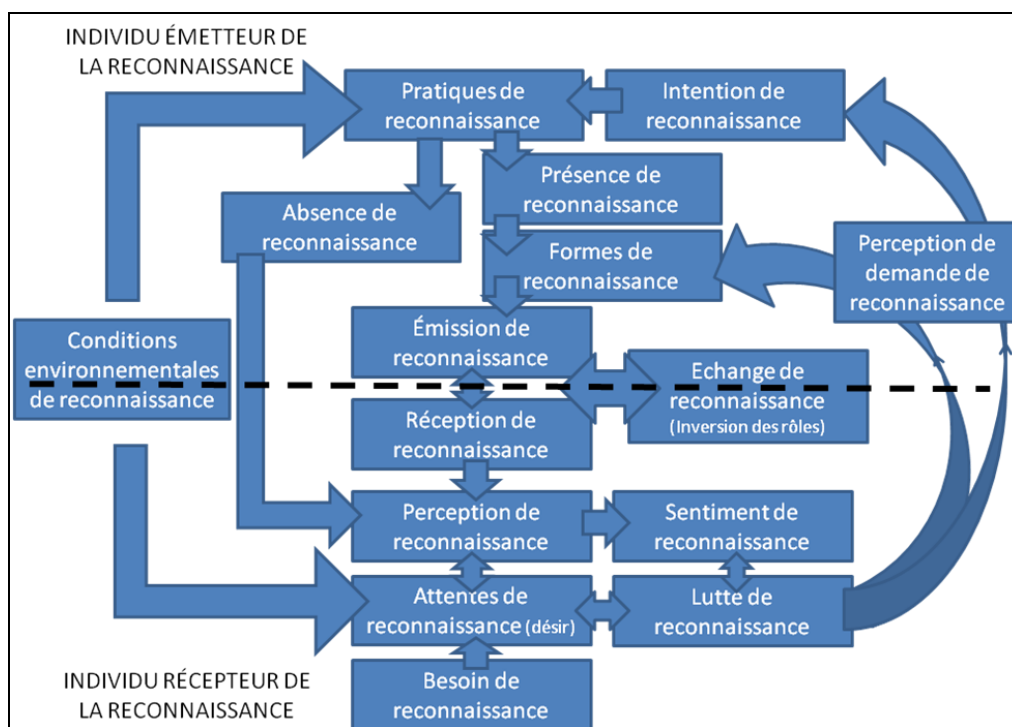 INDIVIDU ÉMETTEUR DE
LA RECONNAISSANCE
Pratiques de
reconnaissance
Intention de
reconnaissance
Présence de
reconnaissance
Absence de
reconnaissance
Formes de
reconnaissance
Perception de
demande de
reconnaissance
Émission de
reconnaissance
Conditions
environnementales
de reconnaissance
Echange de
reconnaissance
(Inversion des rôles)
Réception de
reconnaissance
Perception de
reconnaissance
Sentiment de
reconnaissance
Attentes de
reconnaissance (désir)
Lutte de
reconnaissance
Besoin de
reconnaissance
INDIVIDU RÉCEPTEUR DE
LA RECONNAISSANCE